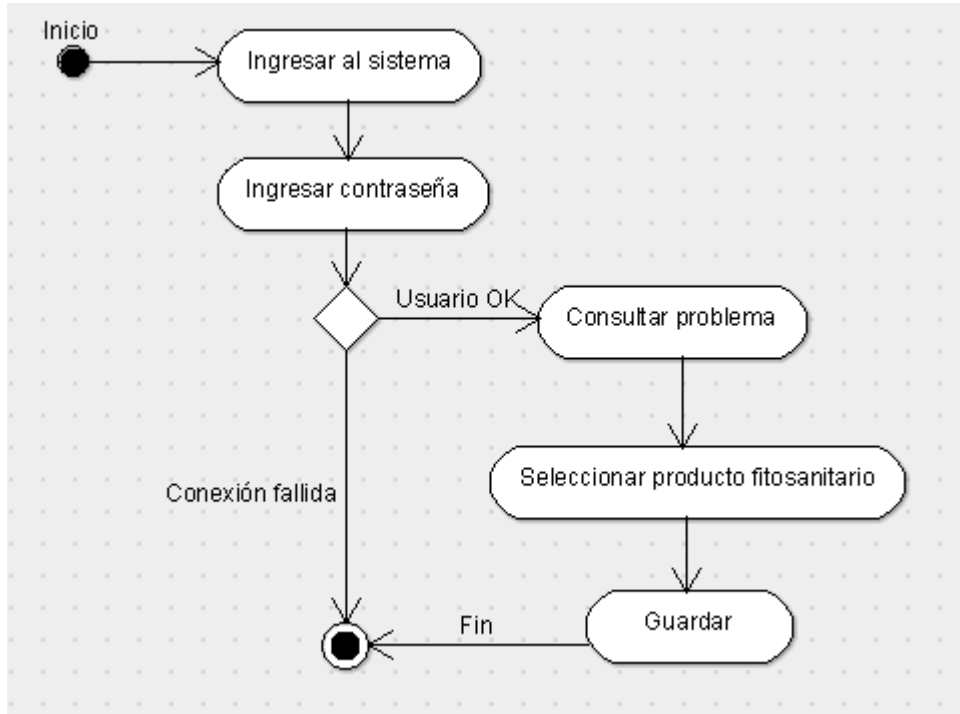 Inicio
Ingresar al sistema
Ingresar contraseña
Usuario OK
Consultar problema
Seleccionar producto fitosanitario
Conexión fallida
Guardar
Fin